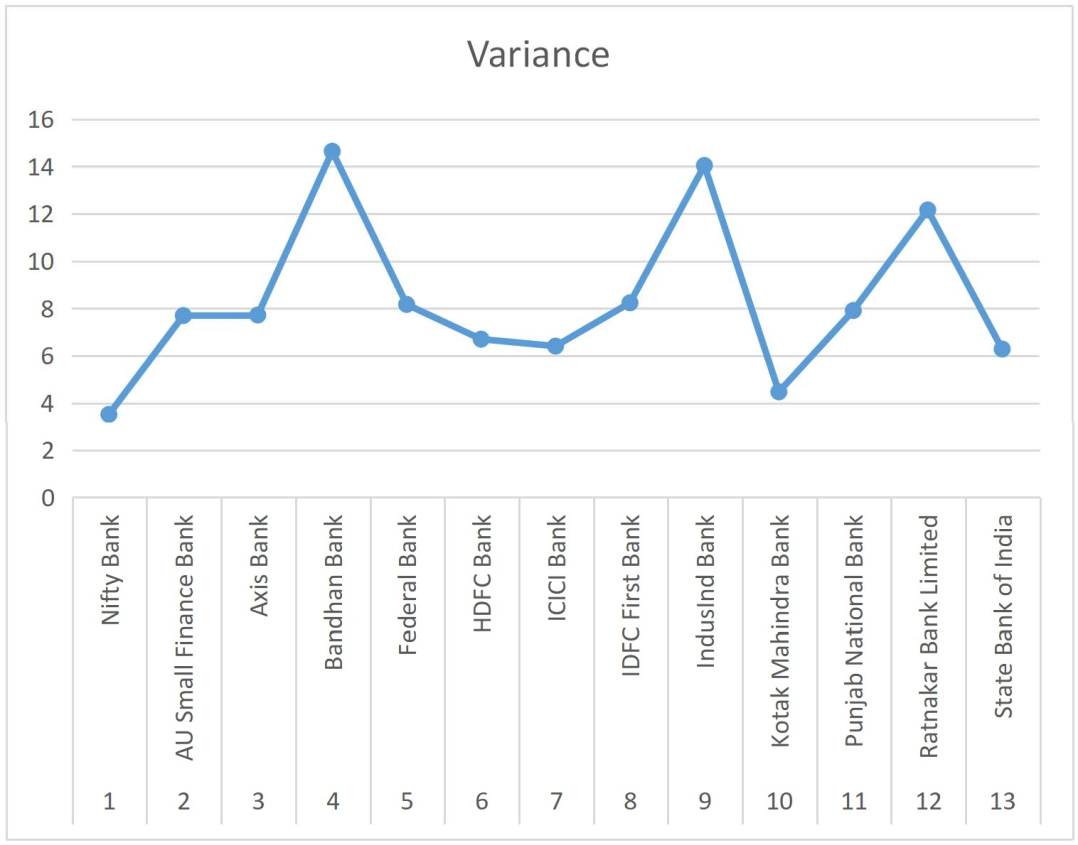 Variance
16
14
12
10
8
6
4
2
0
Nifty Bank
AU Small Finance Bank
Axis Bank
Bandhan Bank
Federal Bank
HDFC Bank
ICICI Bank
IDFC First Bank
IndusInd Bank
Kotak Mahindra Bank
Punjab National Bank
Ratnakar Bank Limited
State Bank of India
1 2 3 4 5 6 7 8 9 10 11 12 13